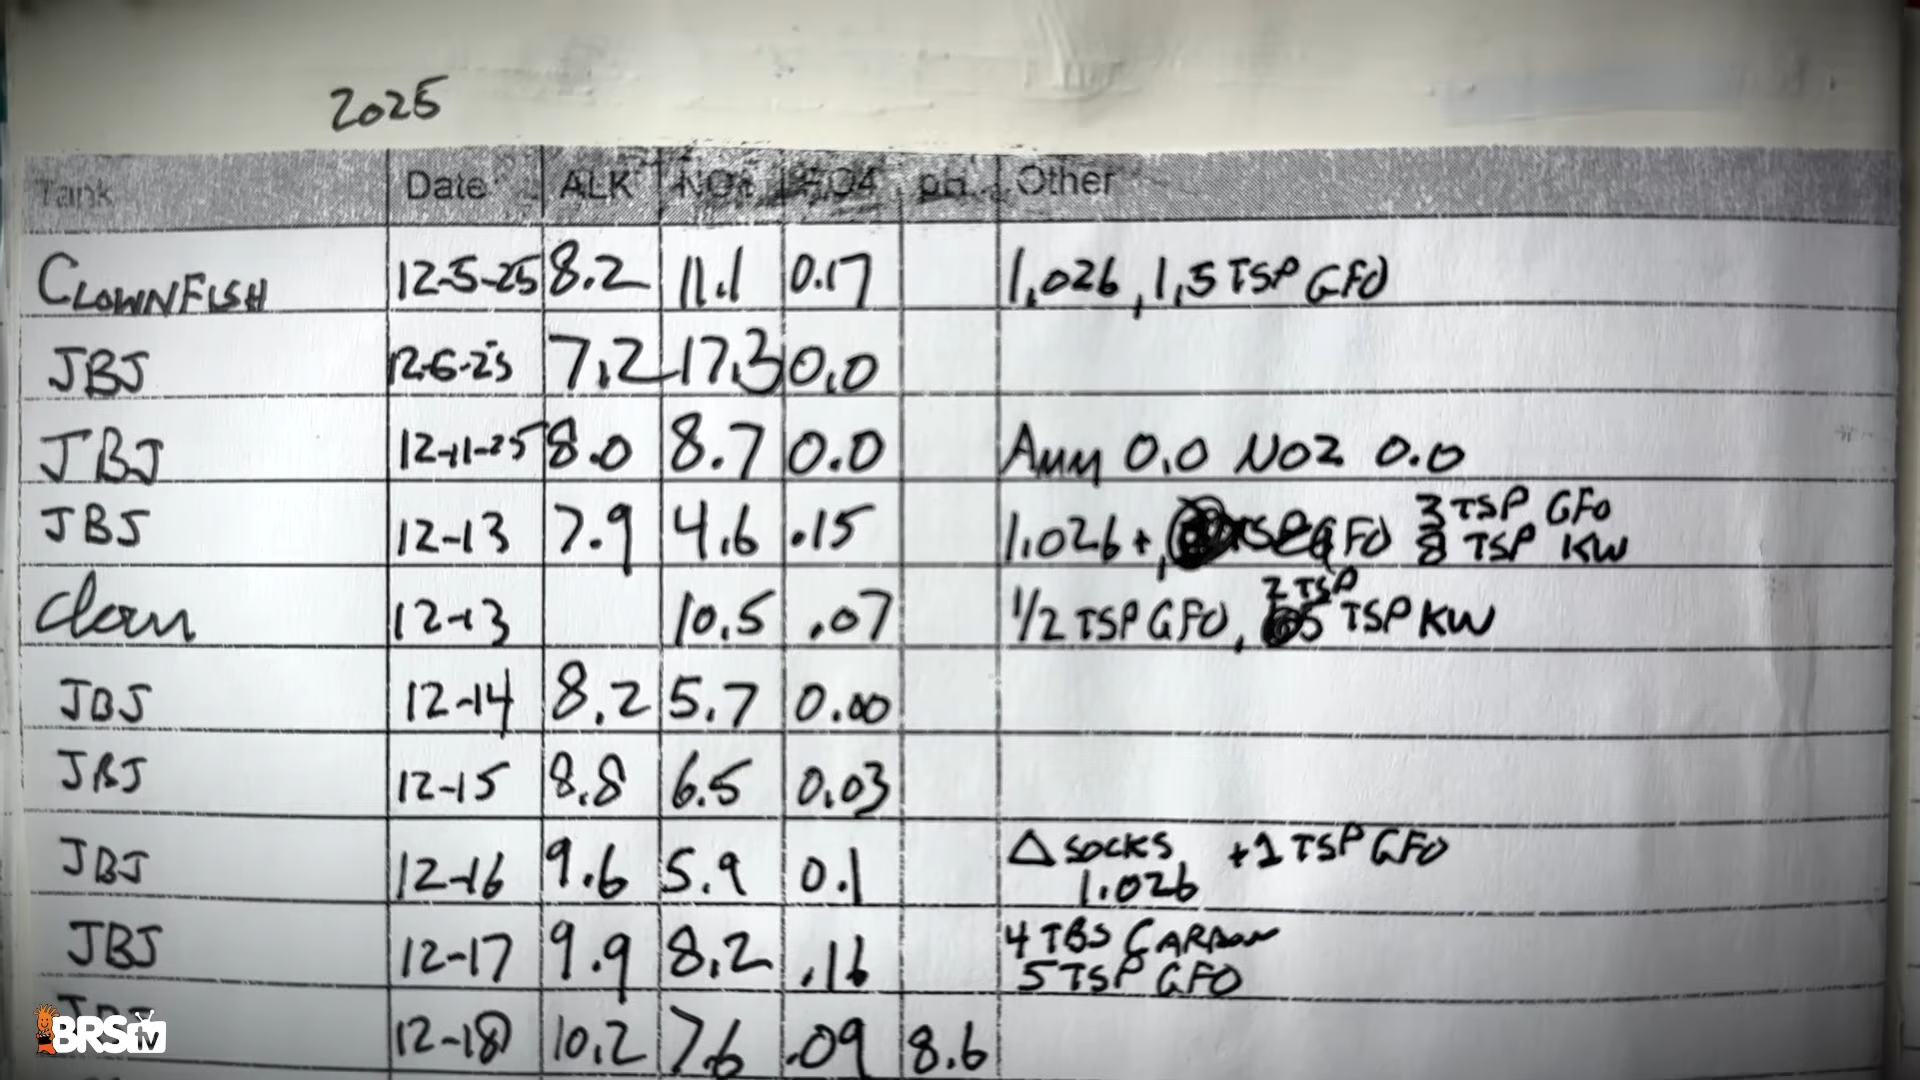 2025
Tank Date ALK NO3 PO4 pH Other
CLOWNFISH 12-5-25 8.2 11.1 0.17 1.026, 1.5 TSP GFO
JBJ 12-6-25 7.2 17.3 0.0
JBJ 12-11-25 8.0 8.7 0.0 Amm 0.0 NO2 0.0
JBJ 12-13 7.9 4.6 .15 1.026 + TSP GFO 3 TSP GFO
8 TSP KW
2 TSP
Clown 12-13 10.5 .07 1/2 TSP GFO, TSP KW
JBJ 12-14 8.2 5.7 0.00
JBJ 12-15 8.8 6.5 0.03
JBJ 12-16 9.6 5.9 0.1 Δ SOCKS, +1 TSP GFO
1.026
JBJ 12-17 9.9 8.2 .16 4 TBS CARBON
5 TSP GFO
12-18 10.2 7.6 .09 8.6
BRStv